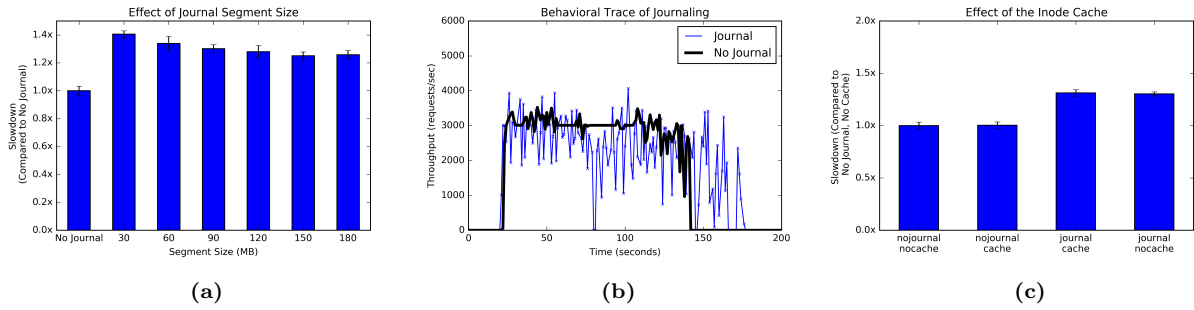 Effect of Journal Segment Size
Slowdown
(Compared to No Journal)
1.4x
1.2x
1.0x
0.8x
0.6x
0.4x
0.2x
0.0x
No Journal 30 60 90 120 150 180
Segment Size (MB)
(a)
Behavioral Trace of Journaling
Throughput (requests/sec)
6000
5000
4000
3000
2000
1000
0
Journal
No Journal
0 50 100 150 200
Time (seconds)
(b)
Effect of the Inode Cache
Slowdown (Compared to
No Journal, No Cache)
2.0x
1.5x
1.0x
0.5x
0.0x
nojournal nojournal journal journal
nocache cache cache nocache
(c)